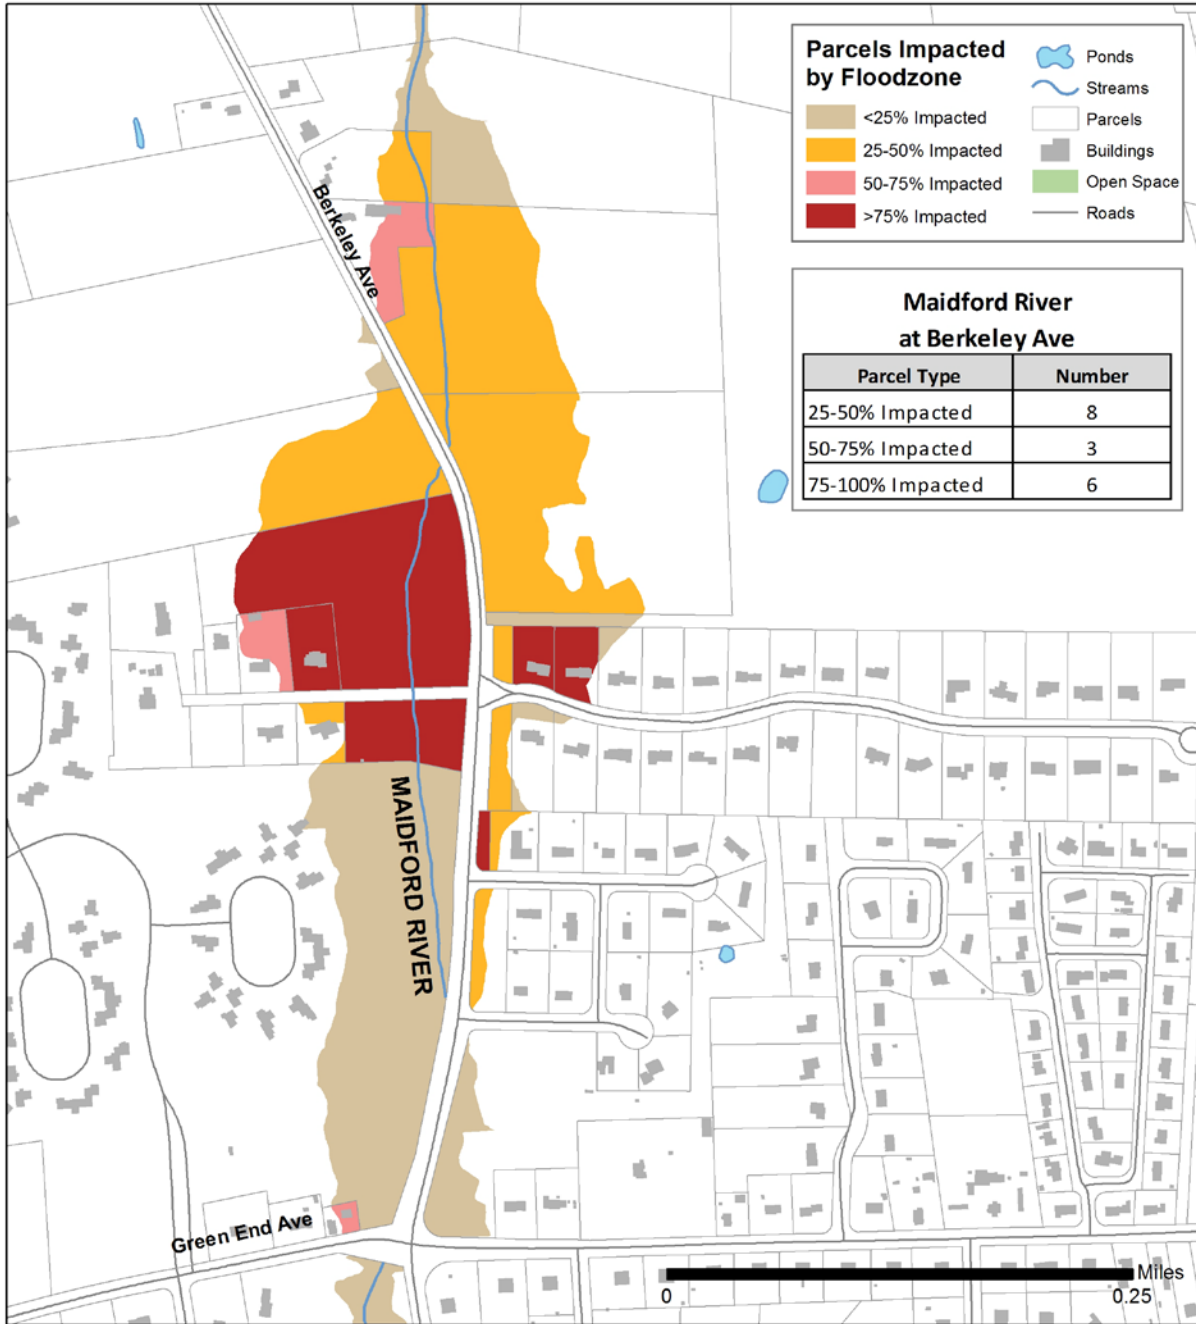 Parcels Impacted
by Floodzone
<25% Impacted
25-50% Impacted
50-75% Impacted
>75% Impacted
Ponds
Streams
Parcels
Buildings
Open Space
Roads
Maidford River
at Berkeley Ave
Parcel Type Number
25-50% Impacted 8
50-75% Impacted 3
75-100% Impacted 6
Berkeley Ave
MAIDFORD RIVER
Green End Ave
Miles
0 0.25